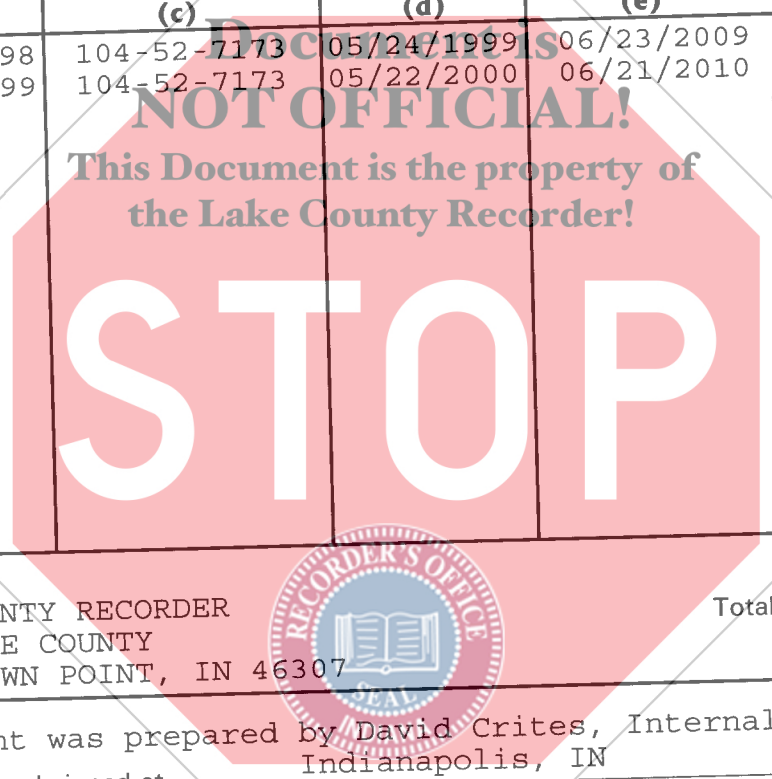 (c) (d) (e)
Document is
98 104-52-7173 05/24/1999 06/23/2009
99 104-52-7173 05/22/2000 06/21/2010
NOT OFFICIAL!
This Document is the property of
the Lake County Recorder!
STOP
RECORDER'S OFFICE
NTY RECORDER Total
E COUNTY
WN POINT, IN 46307
SEAL
nt was prepared by David Crites, Internal
Indianapolis, IN